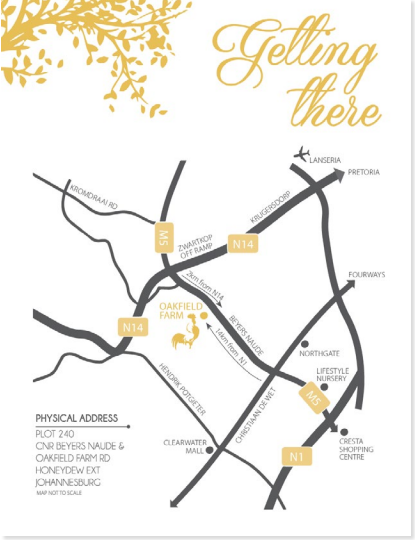 Getting
there
LANSERIA
PRETORIA
KROMDRAAI RD
KRUGERSDORP
M5
ZWARTKOP
OFF RAMP
N14
FOURWAYS
2km from N14
OAKFIELD
FARM
BEYERS NAUDE
N14
14km from N1
NORTHGATE
HENDRIK POTGIETER
LIFESTYLE
NURSERY
CHRISTIAAN DE WET
M5
PHYSICAL ADDRESS
PLOT 240
CNR BEYERS NAUDE &
OAKFIELD FARM RD
HONEYDEW EXT
JOHANNESBURG
MAP NOT TO SCALE
CLEARWATER
MALL
CRESTA
SHOPPING
CENTRE
N1